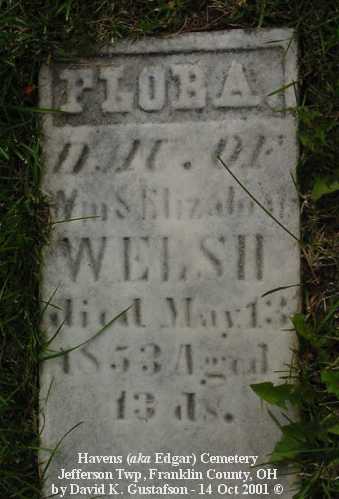 FLORA.
DAU. OF
Wm & Elizabeth
WELSH
died May 13
1853 Aged
13 ds.
Havens (aka Edgar) Cemetery
Jefferson Twp, Franklin County, OH
by David K. Gustafson - 14 Oct 2001 ©